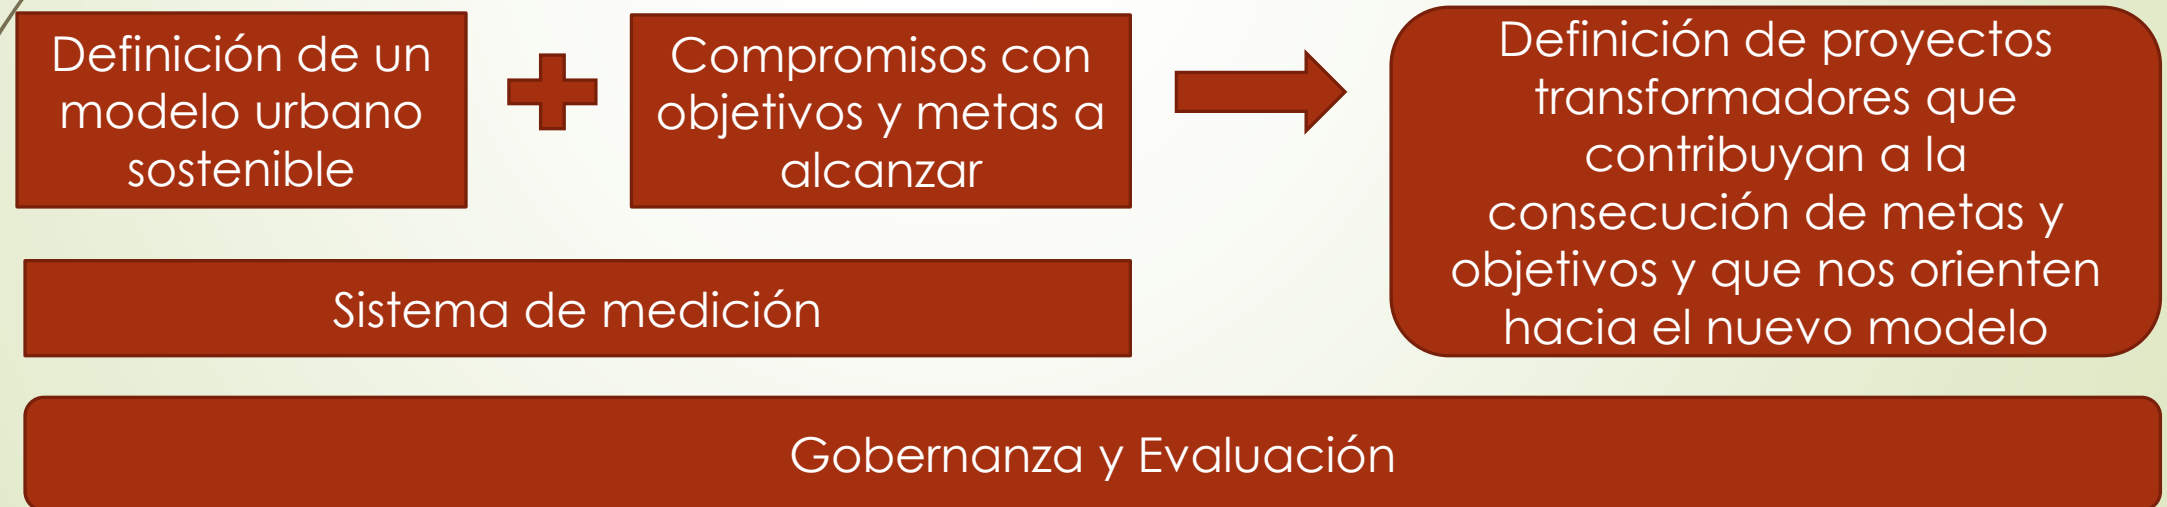 Definición de un
modelo urbano
sostenible
Compromisos con
objetivos y metas a
alcanzar
Definición de proyectos
transformadores que
contribuyan a la
consecución de metas y
objetivos y que nos orienten
hacia el nuevo modelo
Sistema de medición
Gobernanza y Evaluación